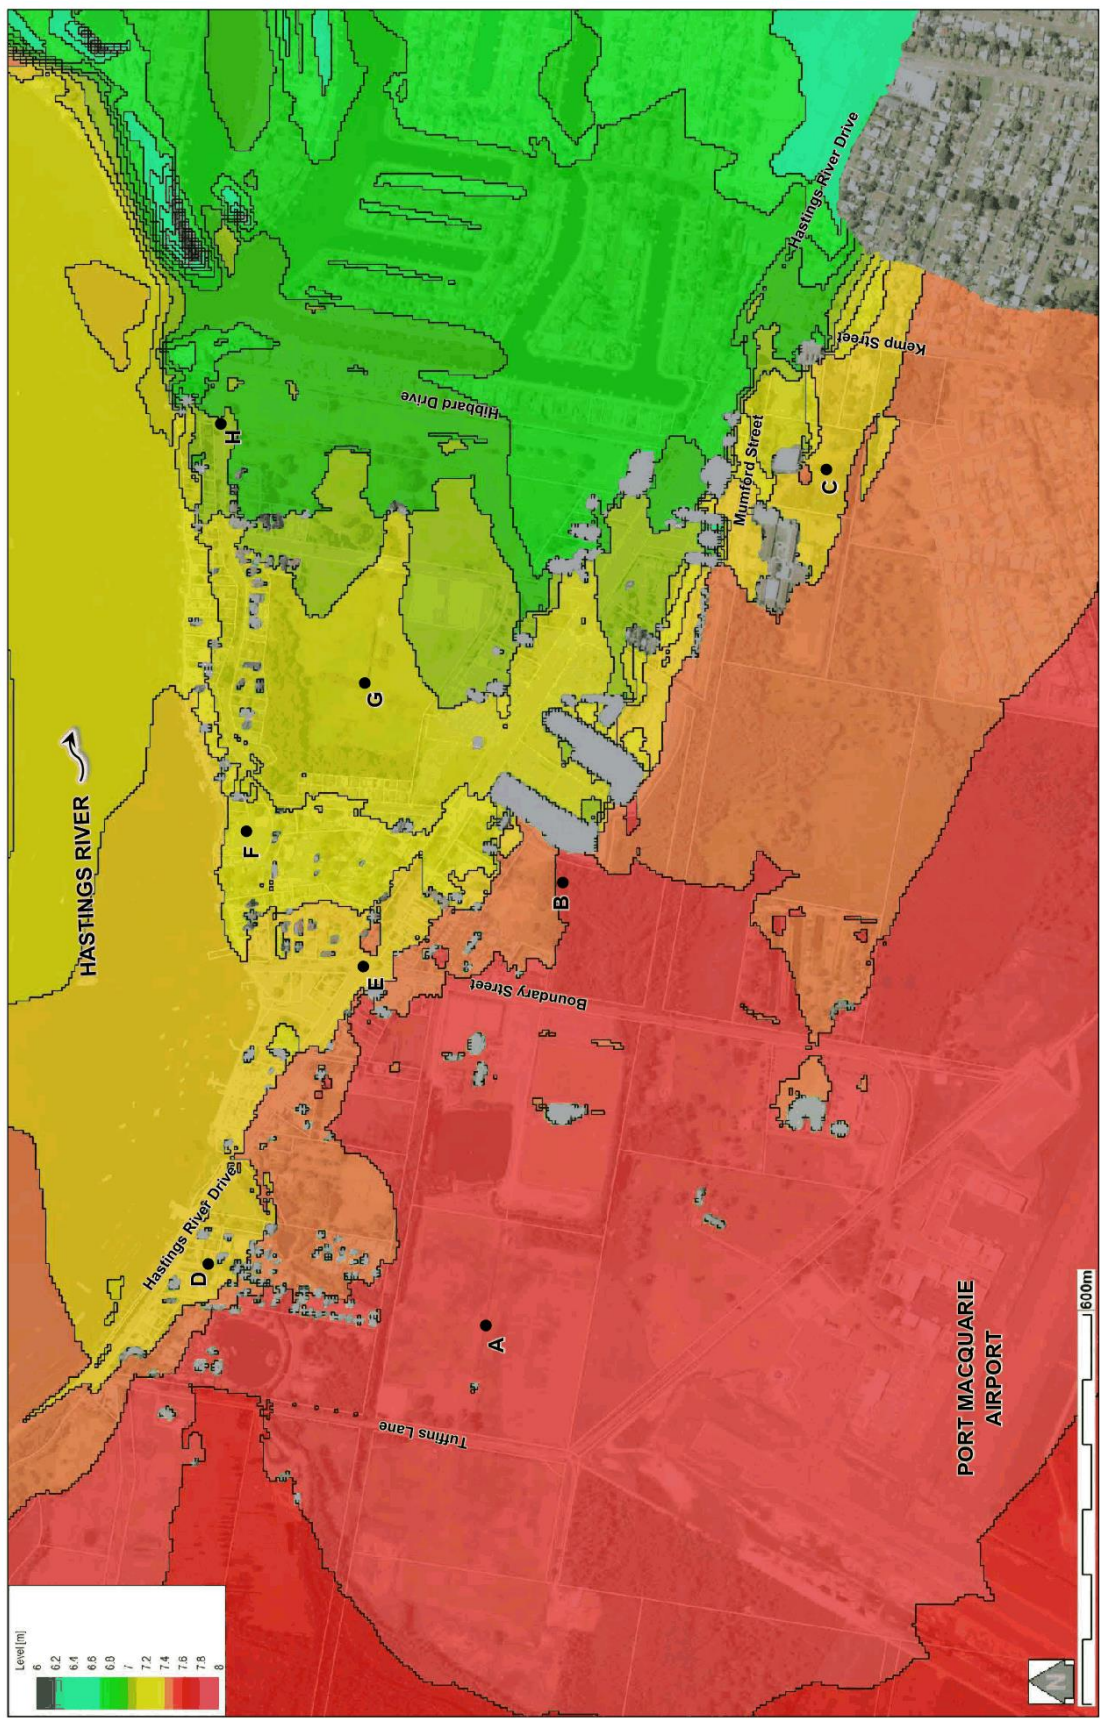 Level [m]
6
6.2
6.4
6.6
6.8
7
7.2
7.4
7.6
7.8
8
HASTINGS RIVER
Hastings River Drive
Hibbard Drive
Hastings River Drive
Mumford Street
Kemp Street
Boundary Street
Tuffins Lane
A
B
C
D
E
F
G
H
PORT MACQUARIE
AIRPORT
600m
N